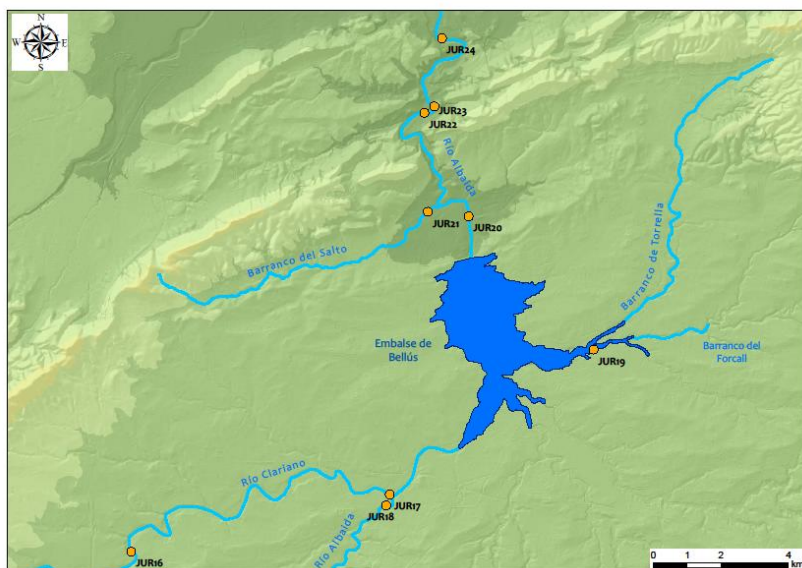 N
W E
S
JUR24
JUR23
JUR22
Río Albaida
JUR21
JUR20
Barranco del Salto
Barranco de Torrella
Embalse de
Bellús
Barranco del
Forcall
JUR19
Río Clariano
JUR17
JUR18
Río Albaida
JUR16
0 1 2 4
km